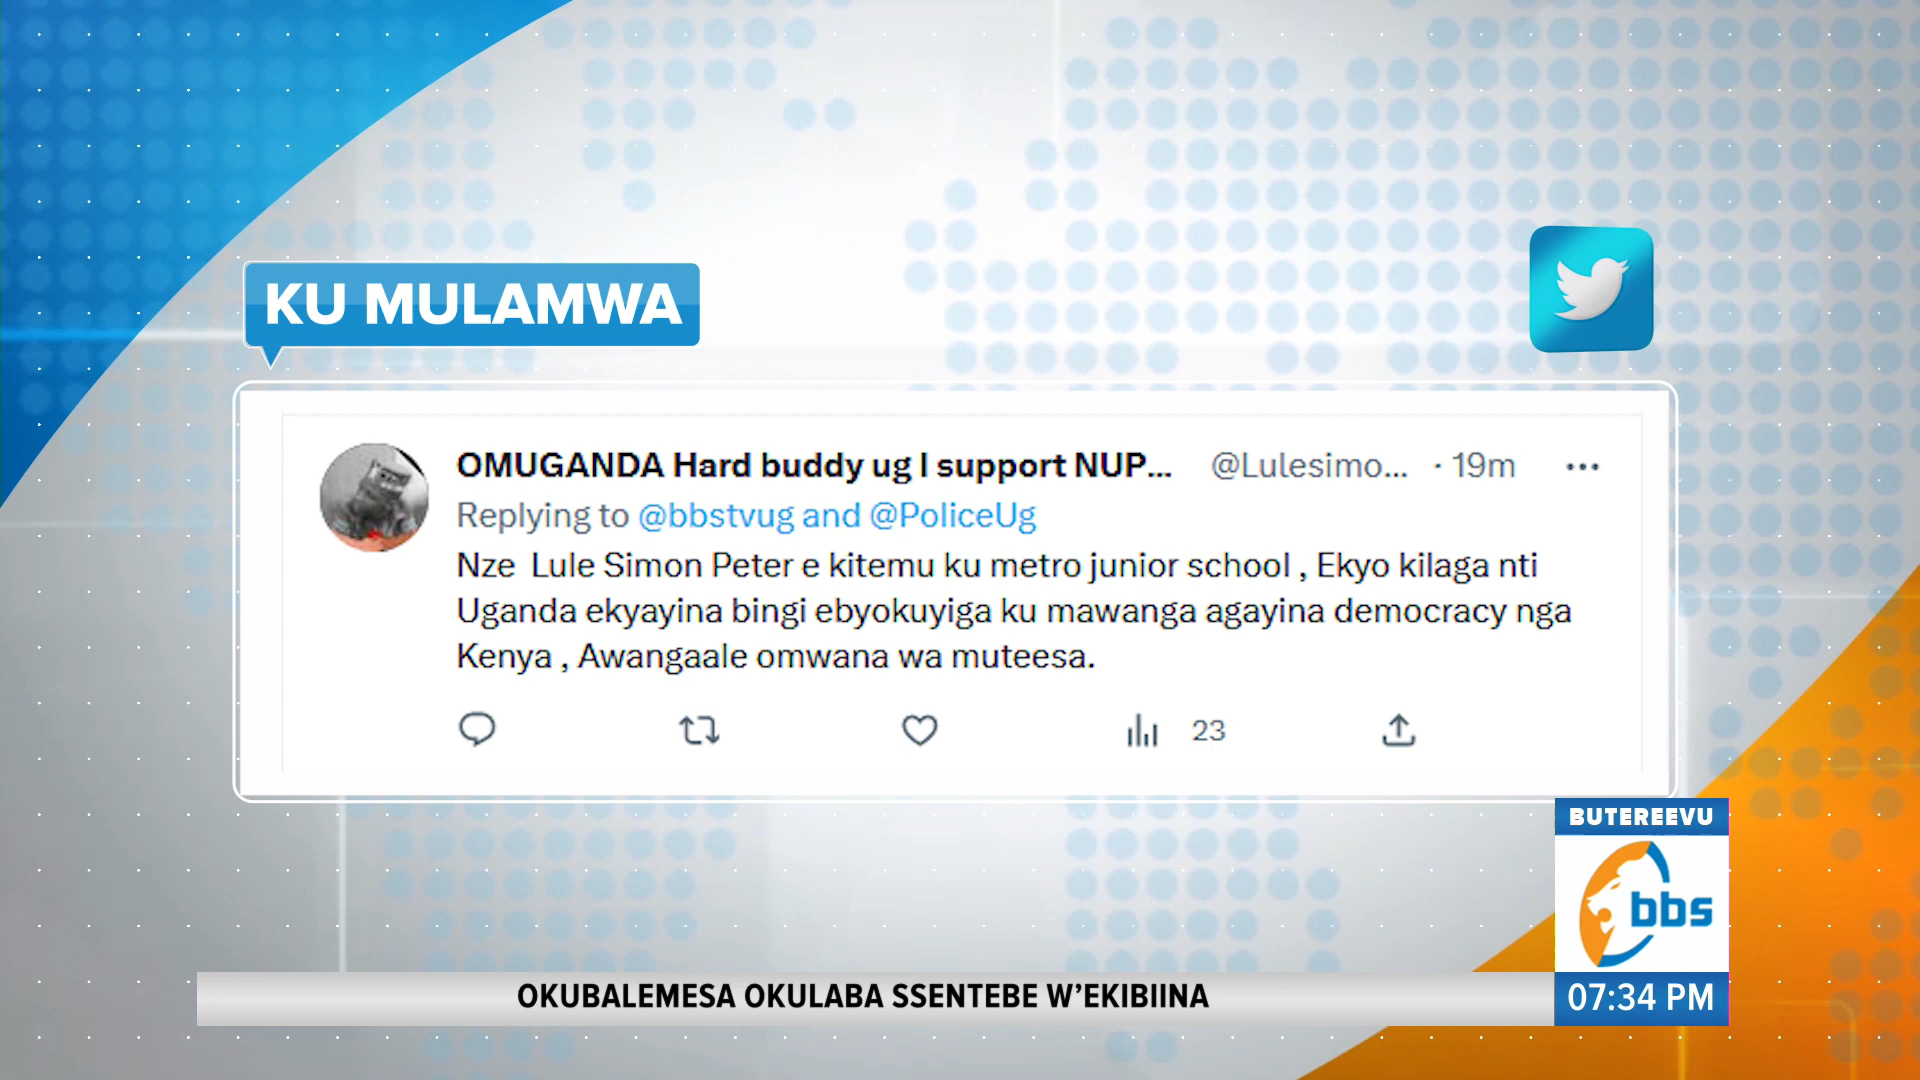 KU MULAMWA
OMUGANDA Hard buddy ug I support NUP... @Lulesimo... · 19m ...
Replying to @bbstvug and @PoliceUg
Nze Lule Simon Peter e kitemu ku metro junior school , Ekyo kilaga nti
Uganda ekyayina bingi ebyokuyiga ku mawanga agayina democracy nga
Kenya , Awangaale omwana wa muteesa.
23
BUTEREEVU
bbs
OKUBALEMESA OKULABA SSENTEBE W'EKIBIINA
07:34 PM